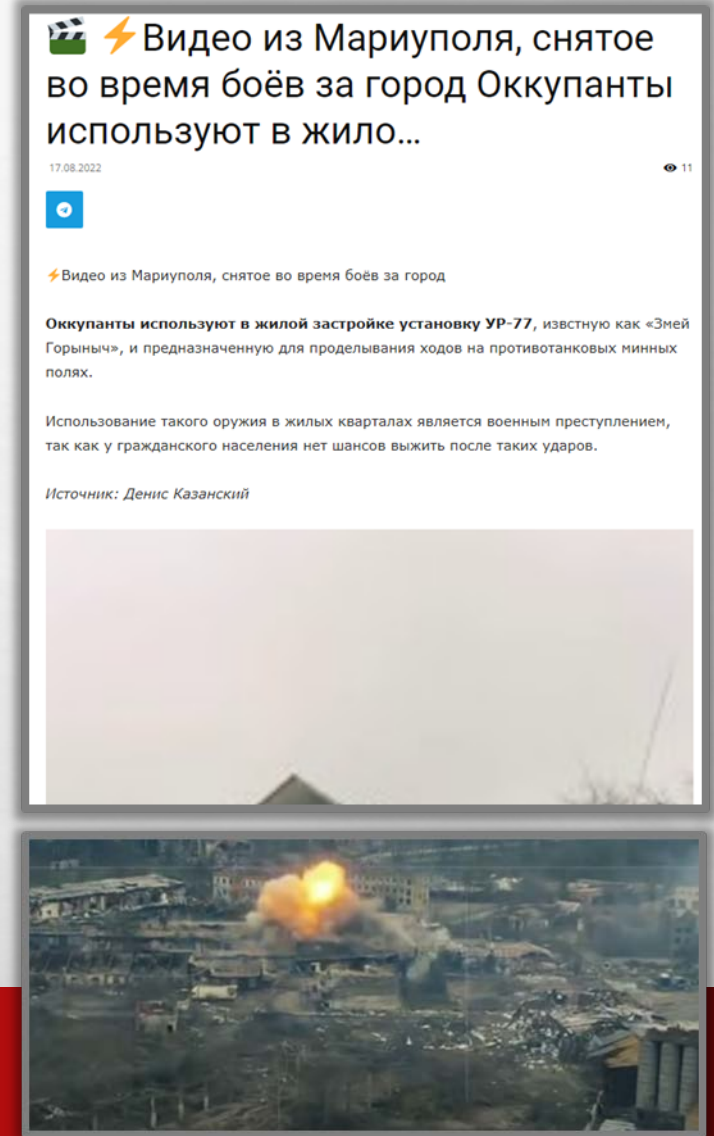 🎬 ⚡Видео из Мариуполя, снятое
во время боёв за город Оккупанты
используют в жило...
17.08.2022
11
⚡Видео из Мариуполя, снятое во время боёв за город
Оккупанты используют в жилой застройке установку УР-77, извстную как «Змей
Горыныч», и предназначенную для проделывания ходов на противотанковых минных
полях.
Использование такого оружия в жилых кварталах является военным преступлением,
так как у гражданского населения нет шансов выжить после таких ударов.
Источник: Денис Казанский